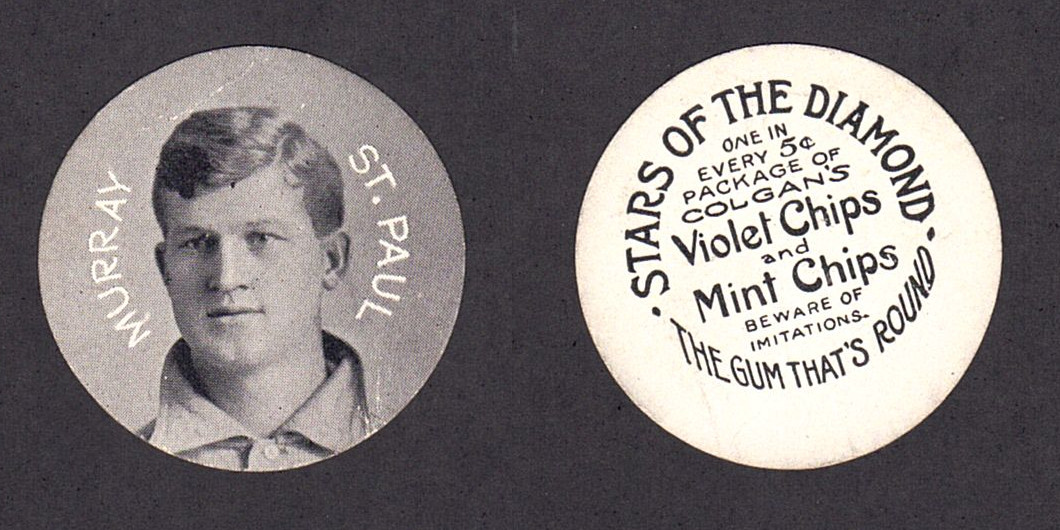 MURRAY
ST. PAUL
• STARS OF THE DIAMOND •
ONE IN
EVERY 5¢
PACKAGE OF
COLGAN'S
Violet Chips
and
Mint Chips
BEWARE OF
IMITATIONS.
THE GUM THAT'S ROUND